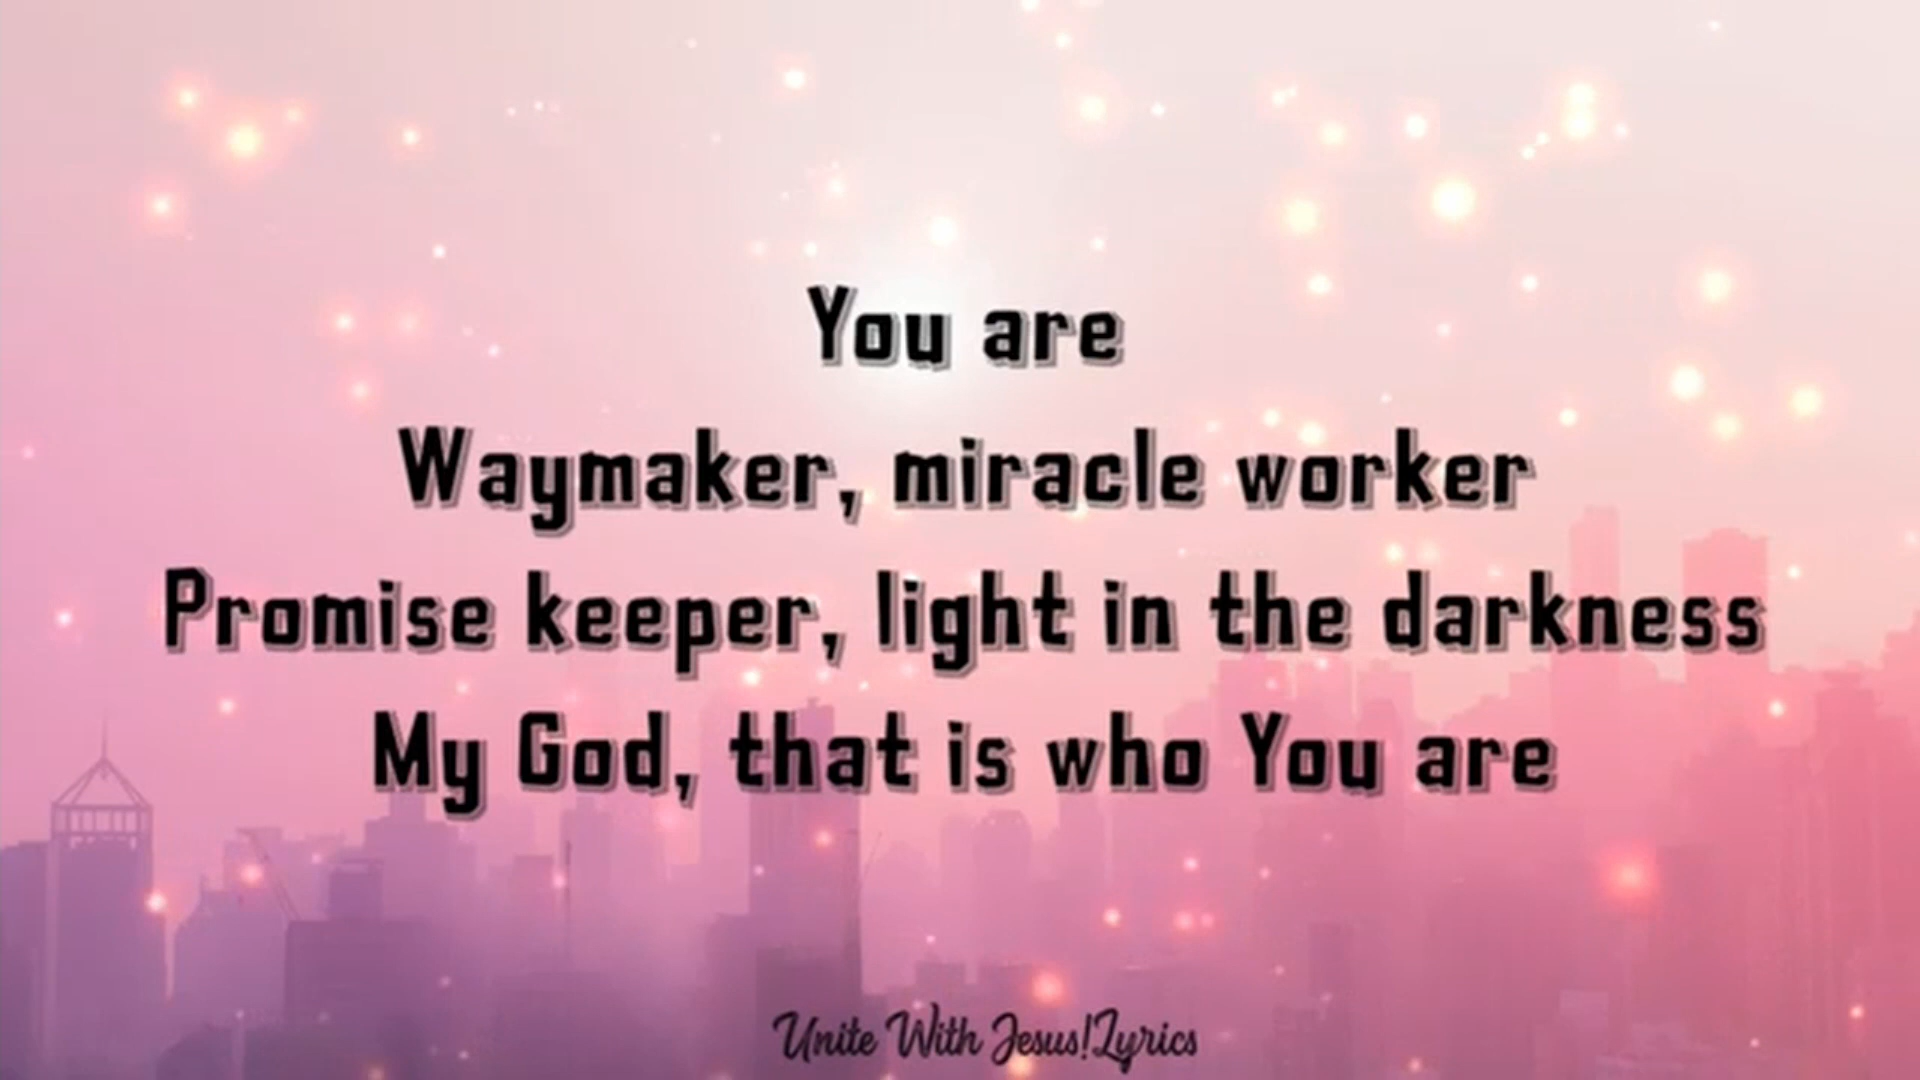 You are
Waymaker, miracle worker
Promise keeper, light in the darkness
My God, that is who You are
Unite With Jesus!Lyrics